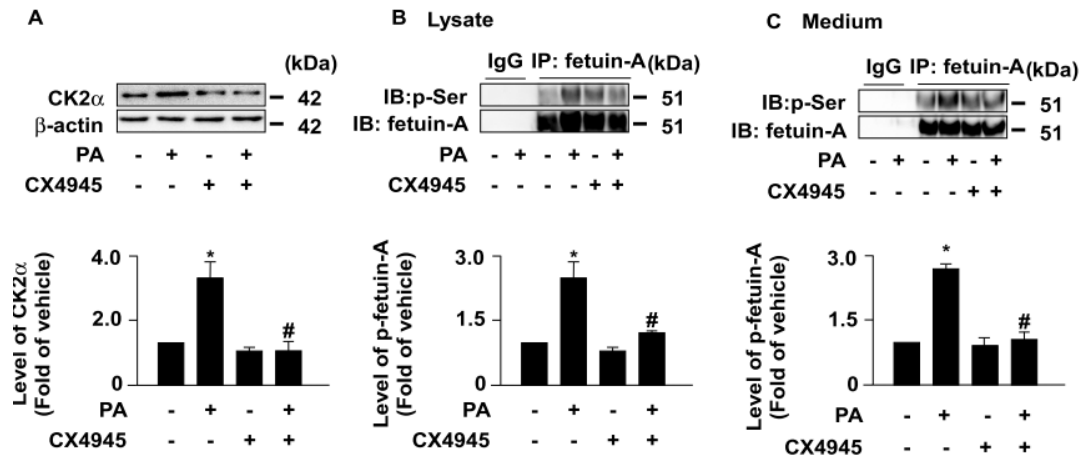 A
(kDa)
CK2α
42
β-actin
42
PA - + - +
CX4945 - - + +
Level of CK2α
(Fold of vehicle)
4.0
2.0
0
*
#
PA - + - +
CX4945 - - + +
B Lysate
IgG IP: fetuin-A (kDa)
IB:p-Ser 51
IB: fetuin-A 51
PA - + - + - +
CX4945 - - - - + +
Level of p-fetuin-A
(Fold of vehicle)
3.0
1.5
0
*
#
PA - + - +
CX4945 - - + +
C Medium
IgG IP: fetuin-A (kDa)
IB:p-Ser 51
IB: fetuin-A 51
PA - + - + - +
CX4945 - - - - + +
Level of p-fetuin-A
(Fold of vehicle)
3.0
1.5
0
*
#
PA - + - +
CX4945 - - + +